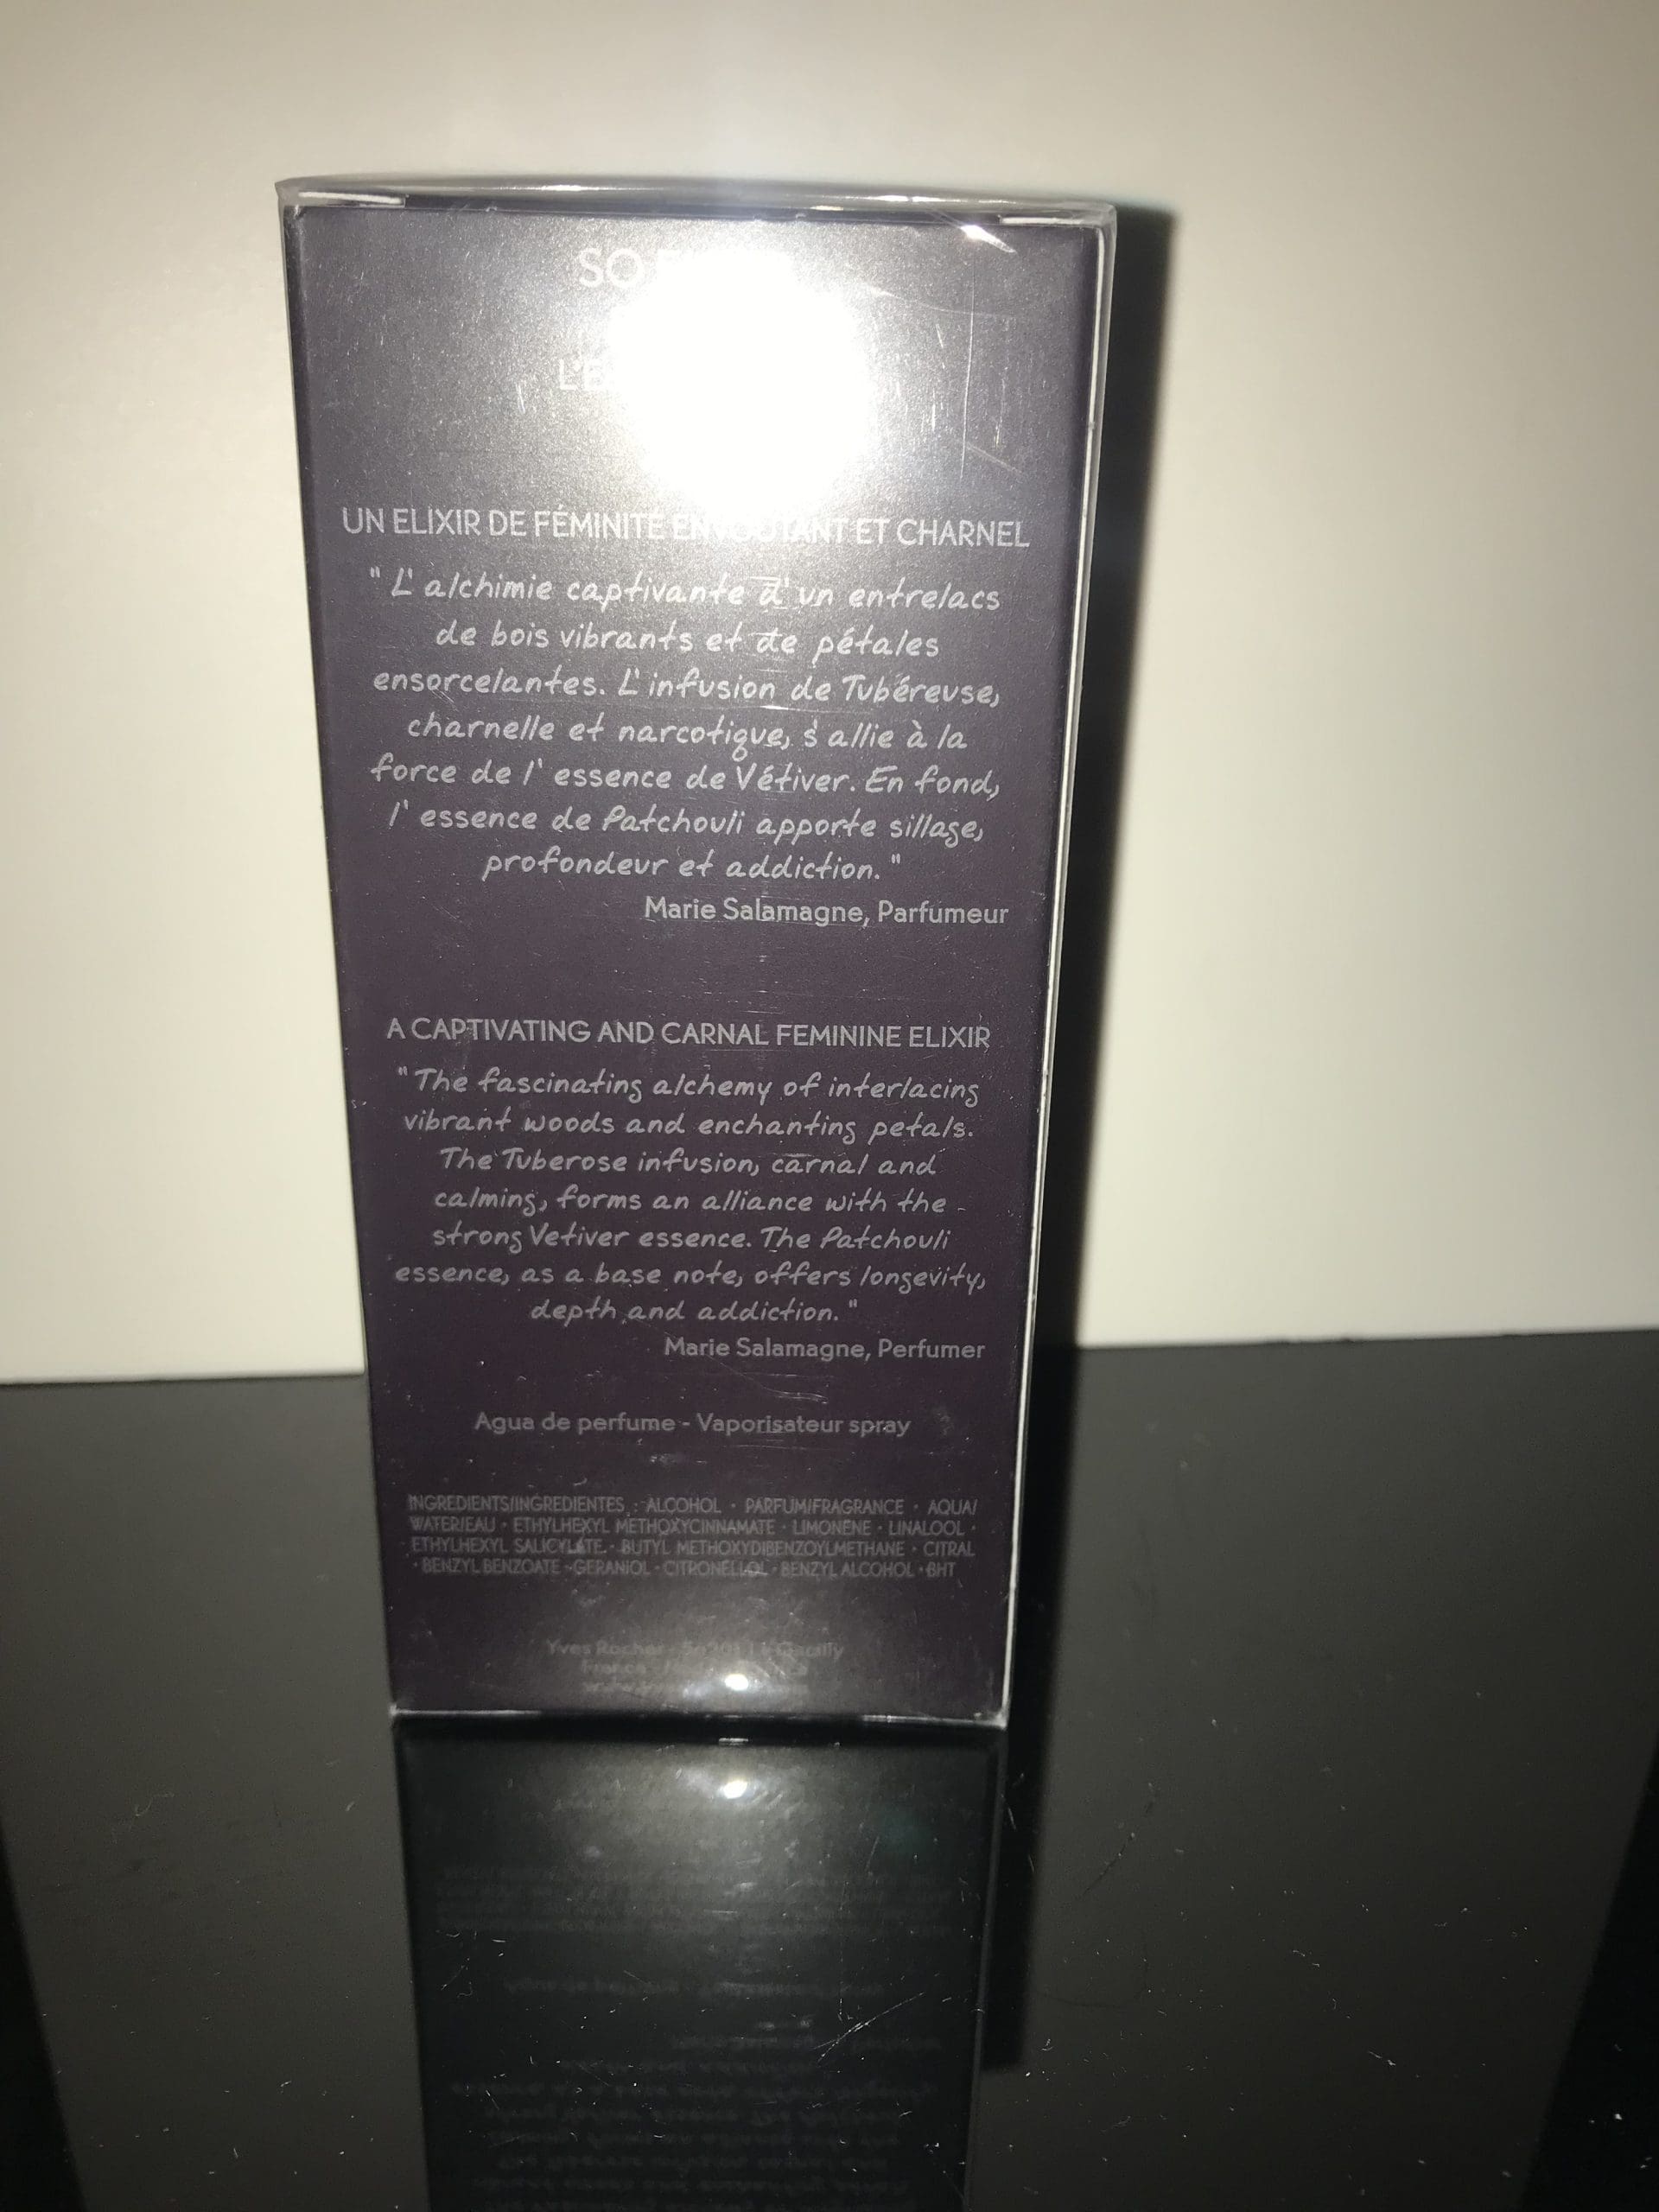 SO
UN ELIXIR DE FÉMINITÉ ENVOÛTANT ET CHARNEL
" L' alchimie captivante d' un entrelacs
de bois vibrants et de pétales
ensorcelantes. L' infusion de Tubéreuse,
charnelle et narcotique, s' allie à la
force de l' essence de Vétiver. En fond,
l' essence de Patchouli apporte sillage,
profondeur et addiction. "
Marie Salamagne, Parfumeur
A CAPTIVATING AND CARNAL FEMININE ELIXIR
" The fascinating alchemy of interlacing
vibrant woods and enchanting petals.
The Tuberose infusion, carnal and
calming, forms an alliance with the
strong Vetiver essence. The Patchouli
essence, as a base note, offers longevity,
depth and addiction. "
Marie Salamagne, Perfumer
Agua de perfume - Vaporisateur spray
INGREDIENTS/INGREDIENTES : ALCOHOL • PARFUM/FRAGRANCE • AQUA/
WATER/EAU • ETHYLHEXYL METHOXYCINNAMATE • LIMONENE • LINALOOL •
ETHYLHEXYL SALICYLATE • BUTYL METHOXYDIBENZOYLMETHANE • CITRAL
• BENZYL BENZOATE • GERANIOL • CITRONELLOL • BENZYL ALCOHOL • BHT
Yves Rocher - La Gacilly
France